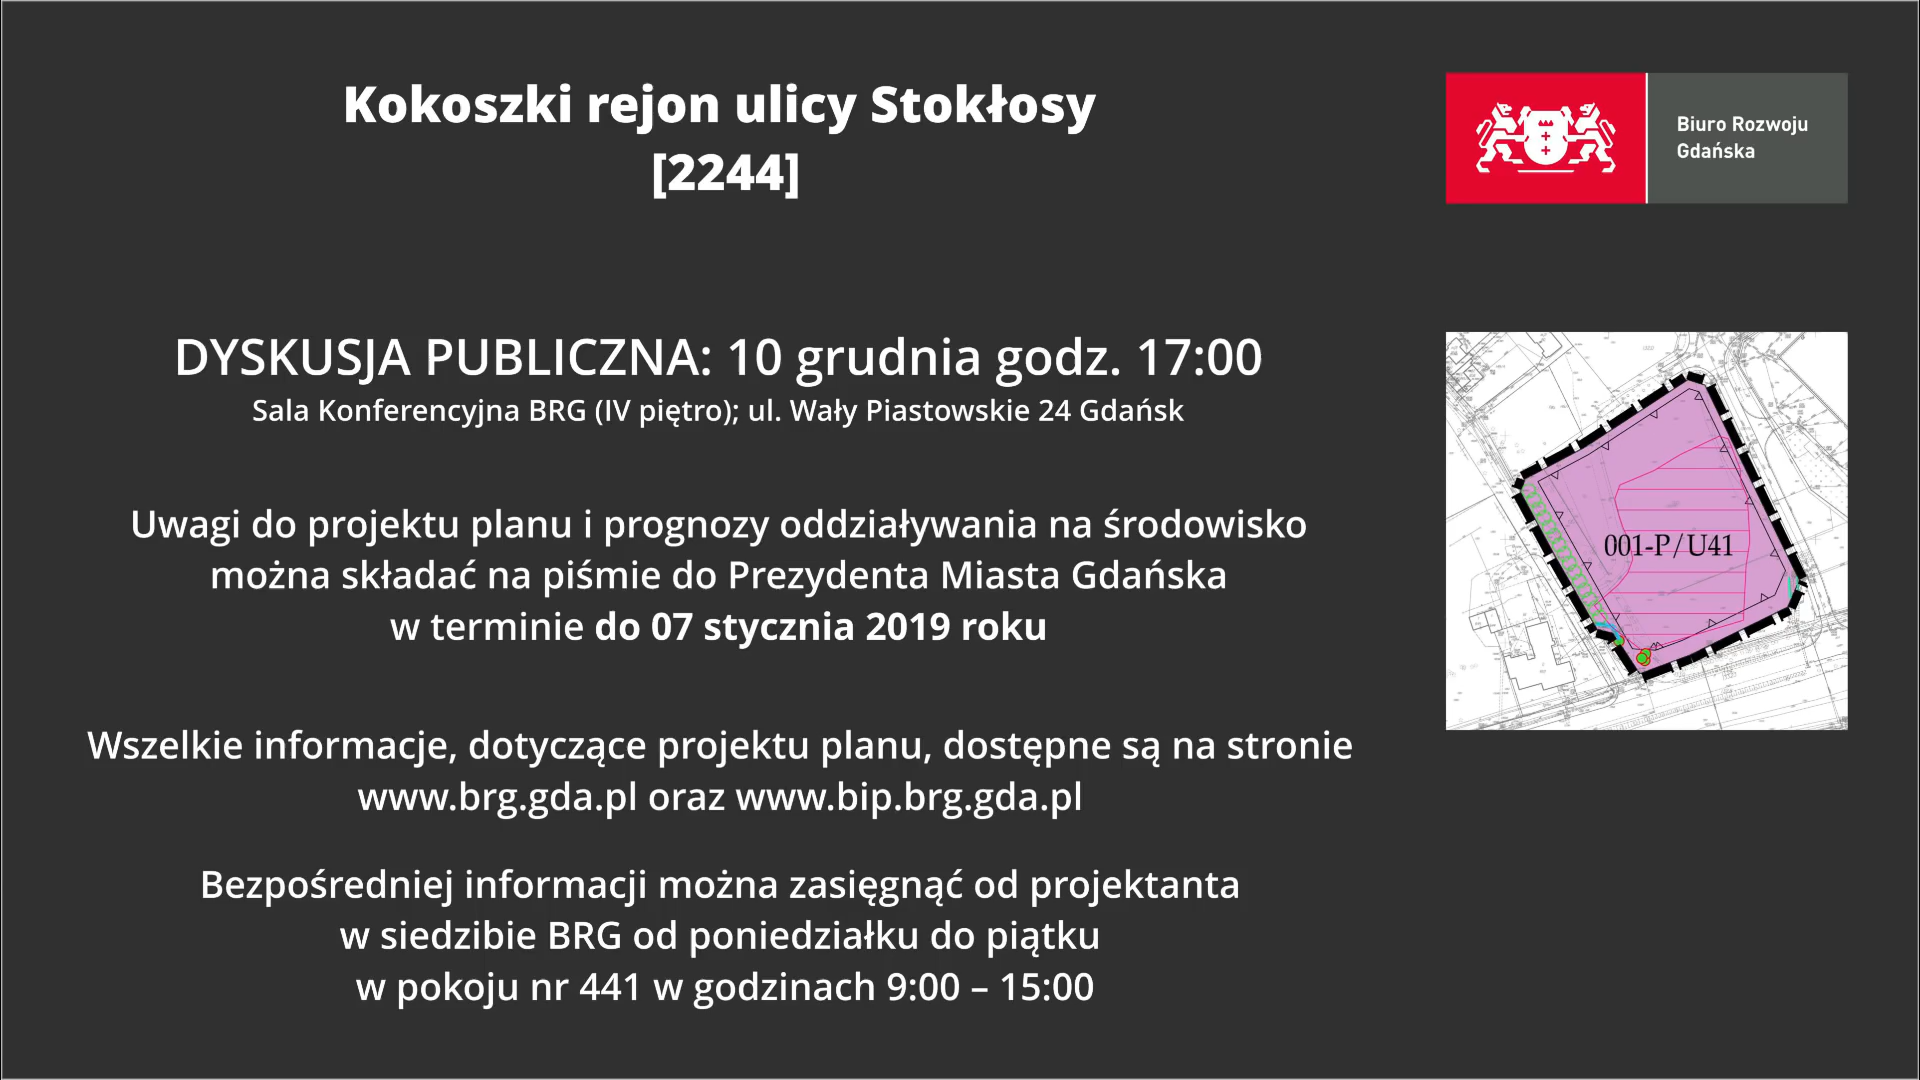 Kokoszki rejon ulicy Stokłosy
[2244]
Biuro Rozwoju
Gdańska
DYSKUSJA PUBLICZNA: 10 grudnia godz. 17:00
Sala Konferencyjna BRG (IV piętro); ul. Wały Piastowskie 24 Gdańsk
Uwagi do projektu planu i prognozy oddziaływania na środowisko
można składać na piśmie do Prezydenta Miasta Gdańska
w terminie do 07 stycznia 2019 roku
001-P/U41
Wszelkie informacje, dotyczące projektu planu, dostępne są na stronie
www.brg.gda.pl oraz www.bip.brg.gda.pl
Bezpośredniej informacji można zasięgnąć od projektanta
w siedzibie BRG od poniedziałku do piątku
w pokoju nr 441 w godzinach 9:00 – 15:00